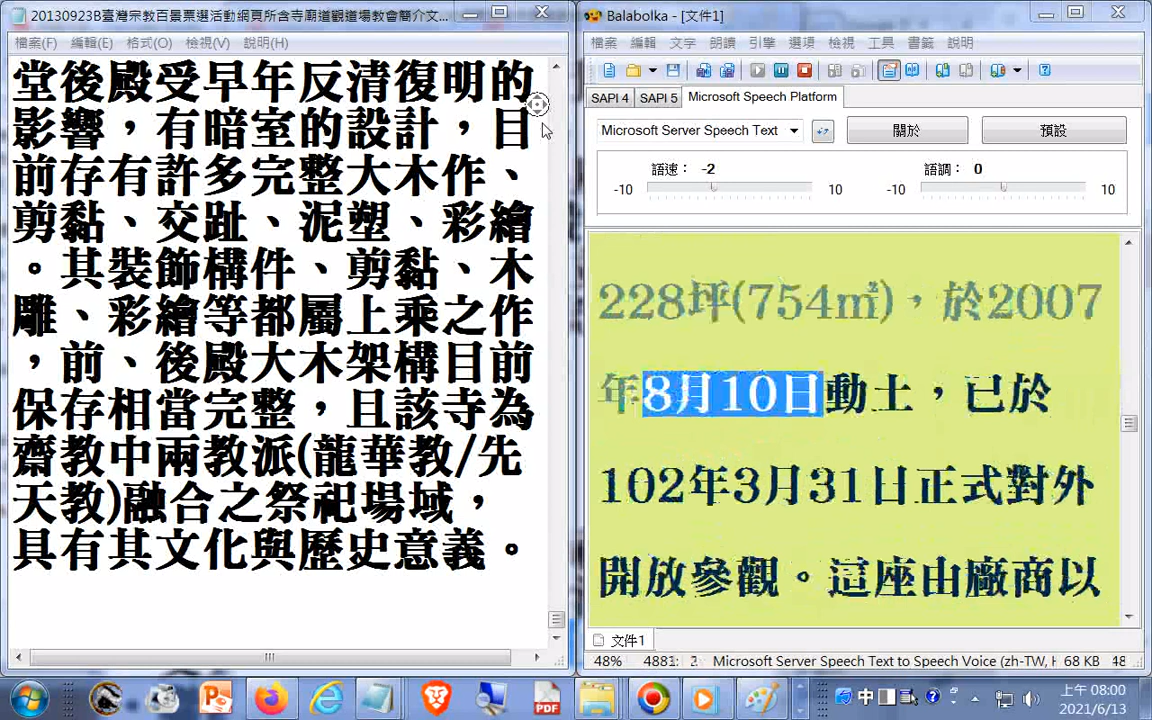 20130923B臺灣宗教百景票選活動網頁所含寺廟道觀道場教會簡介文...
檔案(F) 編輯(E) 格式(O) 檢視(V) 說明(H)
堂後殿受早年反清復明的
影響，有暗室的設計，目
前存有許多完整大木作、
剪黏、交趾、泥塑、彩繪
。其裝飾構件、剪黏、木
雕、彩繪等都屬上乘之作
，前、後殿大木架構目前
保存相當完整，且該寺為
齋教中兩教派(龍華教/先
天教)融合之祭祀場域，
具有其文化與歷史意義。
Balabolka - [文件1]
檔案 編輯 文字 朗讀 引擎 選項 檢視 工具 書籤 說明
SAPI 4 SAPI 5 Microsoft Speech Platform
Microsoft Server Speech Text 關於 預設
語速： -2 語調： 0
-10 10 -10 10
228坪(754㎡)，於2007
年8月10日動土，已於
102年3月31日正式對外
開放參觀。這座由廠商以
文件1
48% 4881: Microsoft Server Speech Text to Speech Voice (zh-TW, H 68 KB 48
中 上午 08:00
2021/6/13